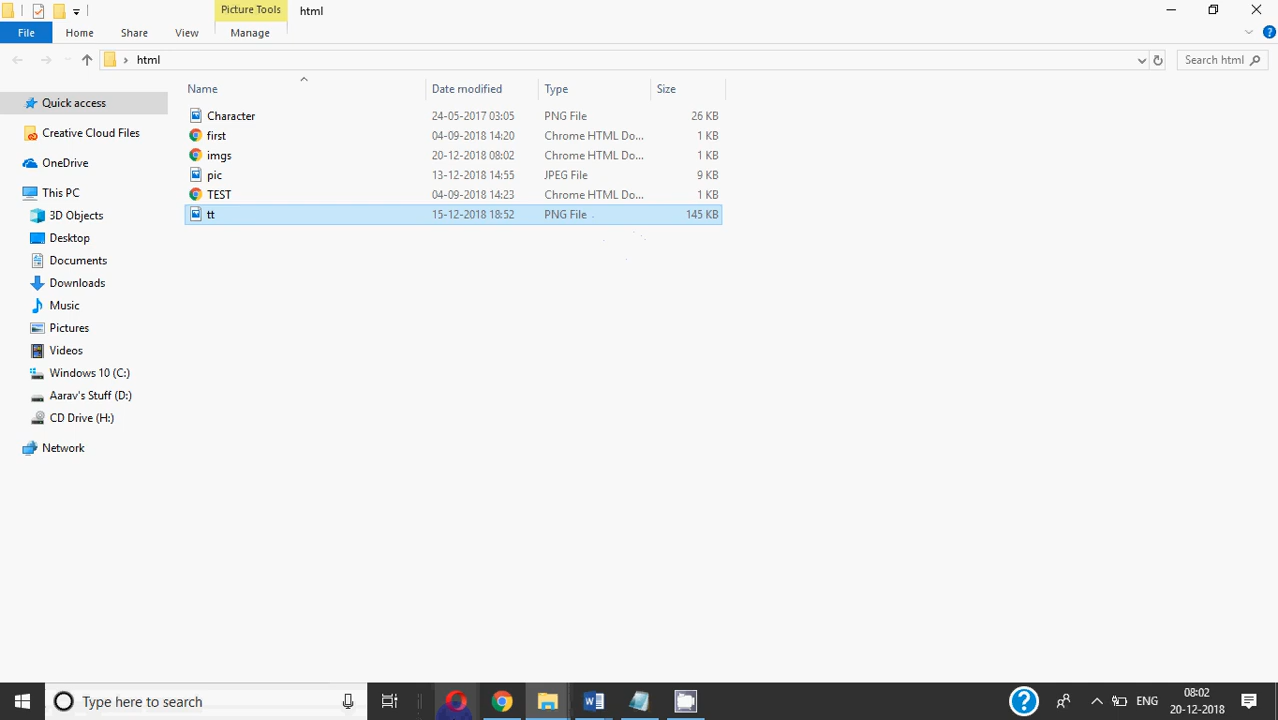 Picture Tools html
File Home Share View Manage
html Search html
Name Date modified Type Size
Quick access
Creative Cloud Files
OneDrive
This PC
3D Objects
Desktop
Documents
Downloads
Music
Pictures
Videos
Windows 10 (C:)
Aarav's Stuff (D:)
CD Drive (H:)
Network
Character 24-05-2017 03:05 PNG File 26 KB
first 04-09-2018 14:20 Chrome HTML Do... 1 KB
imgs 20-12-2018 08:02 Chrome HTML Do... 1 KB
pic 13-12-2018 14:55 JPEG File 9 KB
TEST 04-09-2018 14:23 Chrome HTML Do... 1 KB
tt 15-12-2018 18:52 PNG File 145 KB
Type here to search
ENG
08:02
20-12-2018